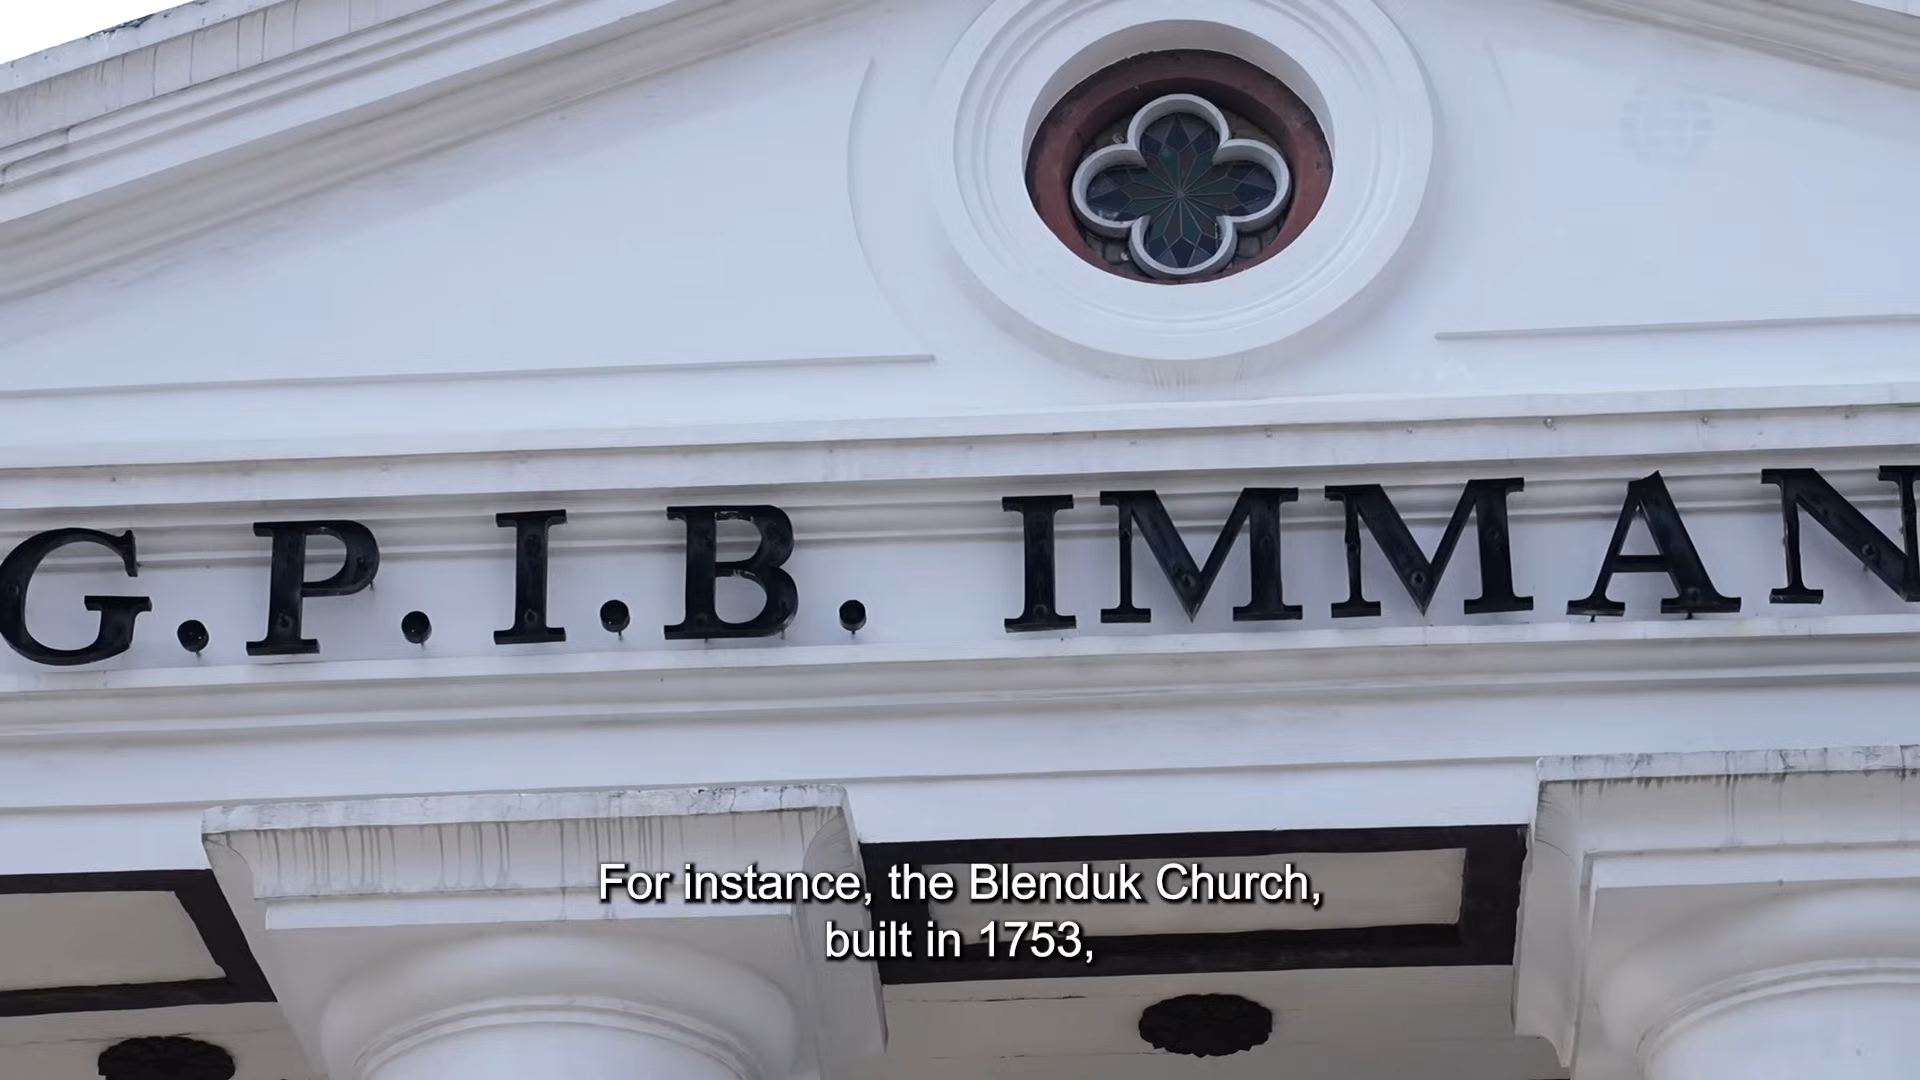 G.P.I.B. IMMAN
For instance, the Blenduk Church,
built in 1753,